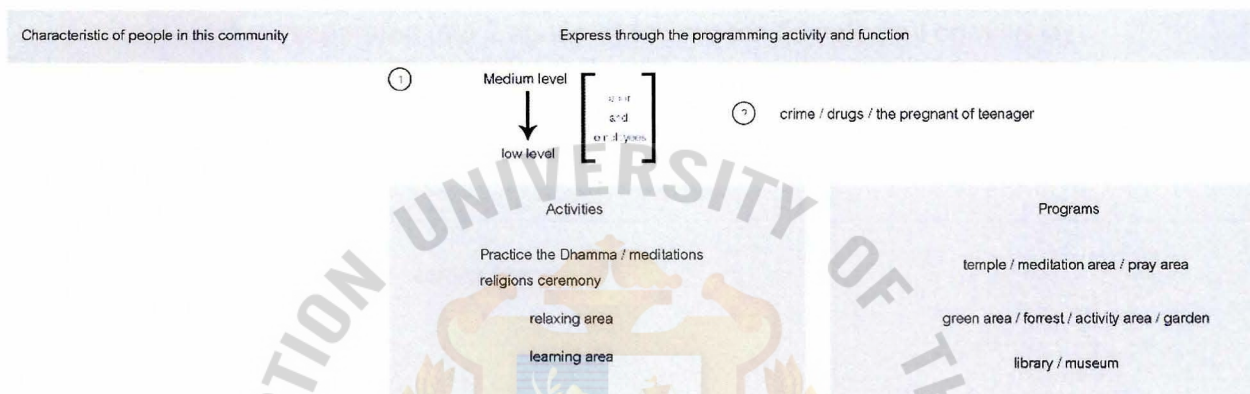 Characteristic of people in this community
Express through the programming activity and function
1
Medium level
and
low level
crime / drugs / the pregnant of teenager
UNIVERSITY OF
Activities
Programs
Practice the Dhamma / meditations
religions ceremony
temple / meditation area / pray area
relaxing area
green area / forrest / activity area / garden
learning area
library / museum